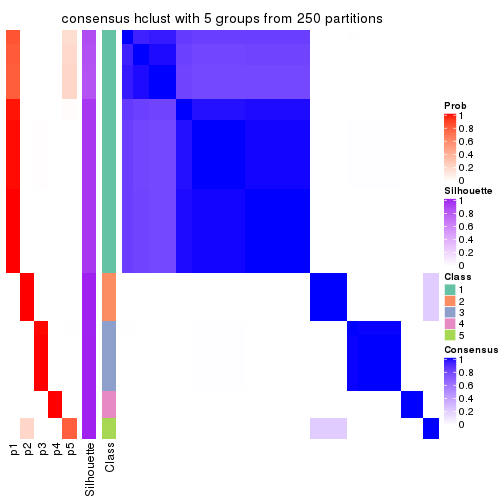 consensus hclust with 5 groups from 250 partitions
Prob
1
0.8
0.6
0.4
0.2
0
Silhouette
1
0.8
0.6
0.4
0.2
0
Class
1
2
3
4
5
Consensus
1
0.8
0.6
0.4
0.2
0
p1
p2
p3
p4
p5
Silhouette
Class